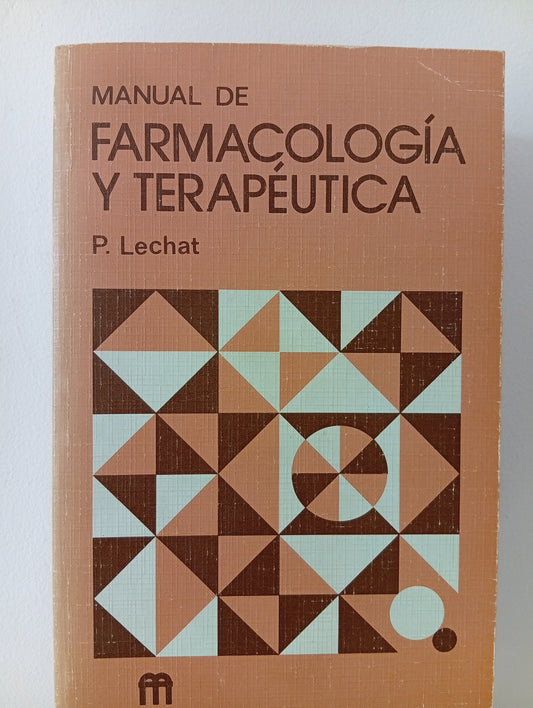 MANUAL DE
FARMACOLOGÍA
Y TERAPÉUTICA
P. Lechat